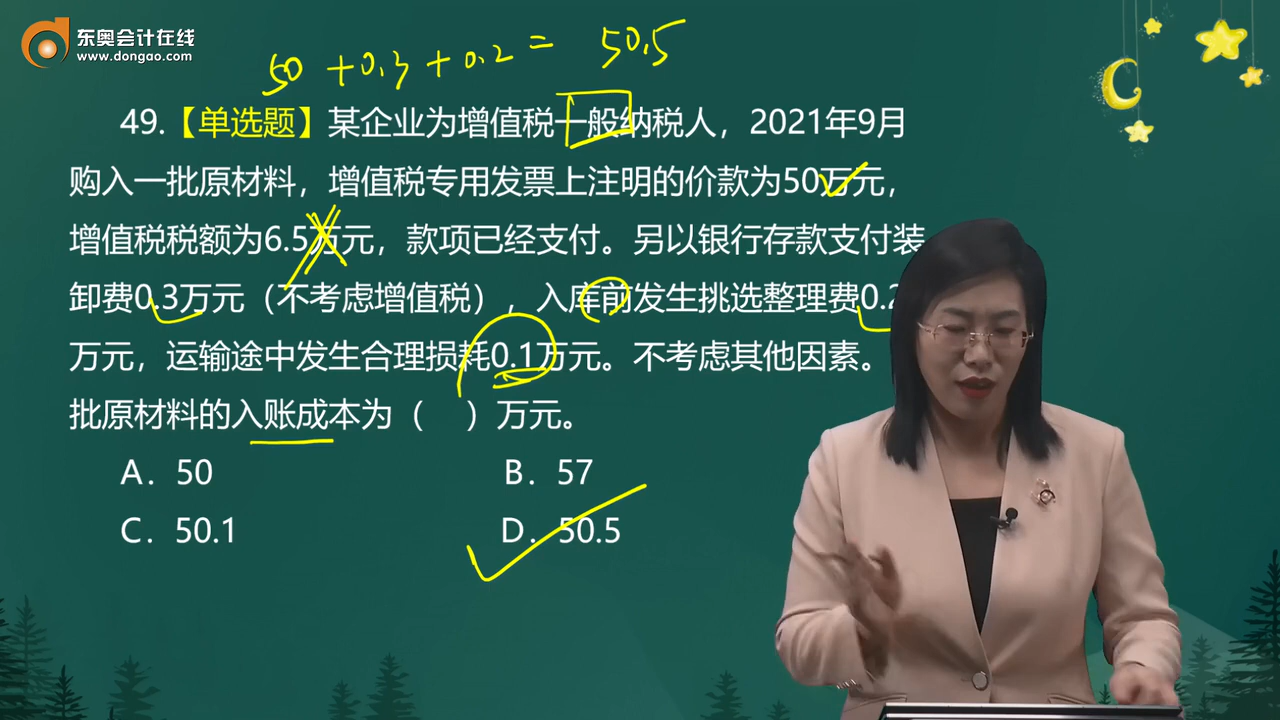 东奥会计在线
www.dongao.com
50+0.3+0.2= 50.5
49.【单选题】某企业为增值税一般纳税人，2021年9月
购入一批原材料，增值税专用发票上注明的价款为50万元，
增值税税额为6.5万元，款项已经支付。另以银行存款支付装
卸费0.3万元（不考虑增值税），入库前发生挑选整理费0.2
万元，运输途中发生合理损耗0.1万元。不考虑其他因素。
批原材料的入账成本为（ ）万元。
A．50 B．57
C．50.1 D．50.5